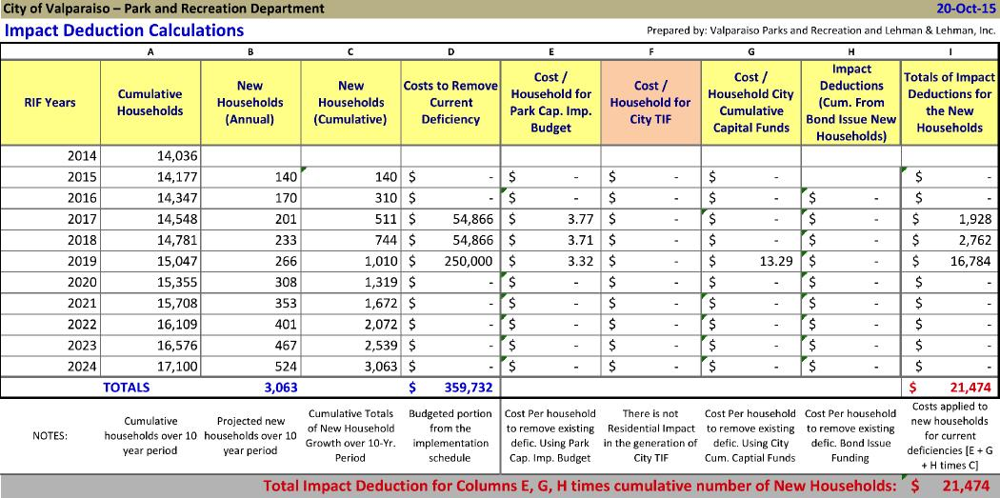 City of Valparaiso – Park and Recreation Department 20-Oct-15
Impact Deduction Calculations Prepared by: Valparaiso Parks and Recreation and Lehman & Lehman, Inc.
A B C D E F G H I
RIF Years
Cumulative
Households
New
Households
(Annual)
New
Households
(Cumulative)
Costs to Remove
Current
Deficiency
Cost /
Household for
Park Cap. Imp.
Budget
Cost /
Household for
City TIF
Cost /
Household City
Cumulative
Capital Funds
Impact
Deductions
(Cum. From
Bond Issue New
Households)
Totals of Impact
Deductions for
the New
Households
2014 14,036
2015 14,177 140 140 $ - $ - $ - $ - $ -
2016 14,347 170 310 $ - $ - $ - $ - $ - $ -
2017 14,548 201 511 $ 54,866 $ 3.77 $ - $ - $ - $ 1,928
2018 14,781 233 744 $ 54,866 $ 3.71 $ - $ - $ - $ 2,762
2019 15,047 266 1,010 $ 250,000 $ 3.32 $ - $ 13.29 $ - $ 16,784
2020 15,355 308 1,319 $ - $ - $ - $ - $ - $ -
2021 15,708 353 1,672 $ - $ - $ - $ - $ - $ -
2022 16,109 401 2,072 $ - $ - $ - $ - $ - $ -
2023 16,576 467 2,539 $ - $ - $ - $ - $ - $ -
2024 17,100 524 3,063 $ - $ - $ - $ - $ - $ -
TOTALS 3,063 $ 359,732 $ 21,474
NOTES:
Cumulative
households over 10
year period
Projected new
households over 10
year period
Cumulative Totals
of New Household
Growth over 10-Yr.
Period
Budgeted portion
from the
implementation
schedule
Cost Per household
to remove existing
defic. Using Park
Cap. Imp. Budget
There is not
Residential Impact
in the generation of
City TIF
Cost Per household
to remove existing
defic. Using City
Cum. Captial Funds
Cost Per household
to remove existing
defic. Bond Issue
Funding
Costs applied to
new households
for current
deficiencies [E + G
+ H times C]
Total Impact Deduction for Columns E, G, H times cumulative number of New Households: $ 21,474